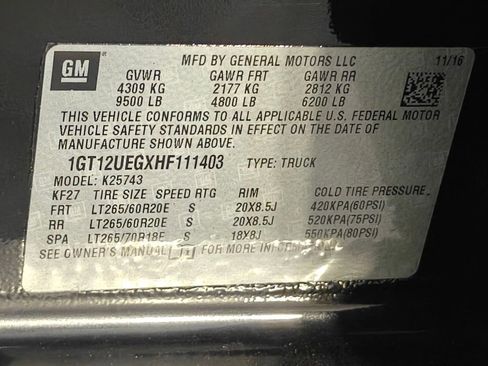 GM
MFD BY GENERAL MOTORS LLC 11/16
GVWR GAWR FRT GAWR RR
4309 KG 2177 KG 2812 KG
9500 LB 4800 LB 6200 LB
THIS VEHICLE CONFORMS TO ALL APPLICABLE U.S. FEDERAL MOTOR
VEHICLE SAFETY STANDARDS IN EFFECT ON THE DATE OF
MANUFACTURE SHOWN ABOVE.
1GT12UEGXHF111403 TYPE: TRUCK
MODEL: K25743
KF27 TIRE SIZE SPEED RTG RIM COLD TIRE PRESSURE
FRT LT265/60R20E S 20X8.5J 420KPA(60PSI)
RR LT265/60R20E S 20X8.5J 520KPA(75PSI)
SPA LT265/70R18E S 18X8J 550KPA(80PSI)
SEE OWNER'S MANUAL